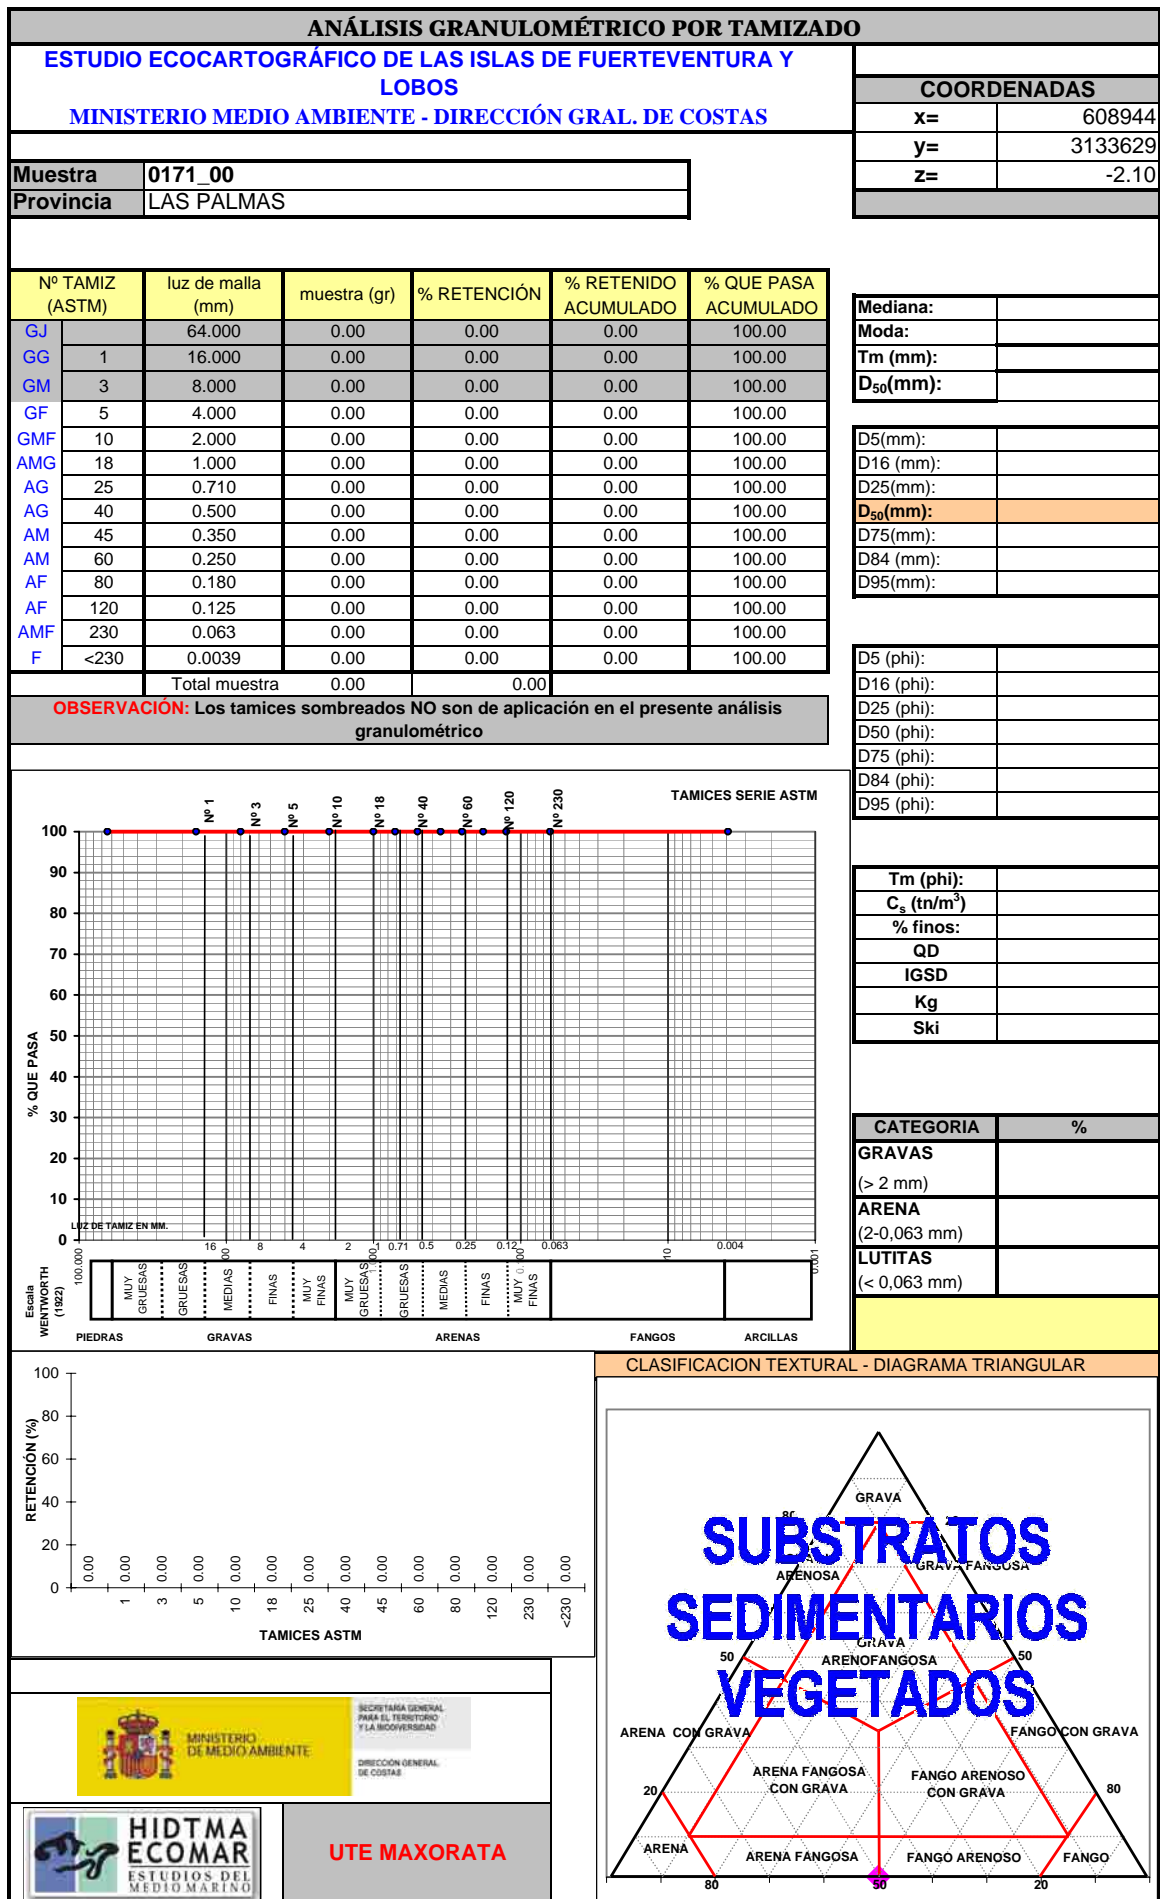 ANÁLISIS GRANULOMÉTRICO POR TAMIZADO
ESTUDIO ECOCARTOGRÁFICO DE LAS ISLAS DE FUERTEVENTURA Y
LOBOS
MINISTERIO MEDIO AMBIENTE - DIRECCIÓN GRAL. DE COSTAS
COORDENADAS
x= 608944
y= 3133629
z= -2.10
Muestra 0171_00
Provincia LAS PALMAS
Nº TAMIZ (ASTM) luz de malla (mm) muestra (gr) % RETENCIÓN % RETENIDO ACUMULADO % QUE PASA ACUMULADO
GJ 64.000 0.00 0.00 0.00 100.00
GG 1 16.000 0.00 0.00 0.00 100.00
GM 3 8.000 0.00 0.00 0.00 100.00
GF 5 4.000 0.00 0.00 0.00 100.00
GMF 10 2.000 0.00 0.00 0.00 100.00
AMG 18 1.000 0.00 0.00 0.00 100.00
AG 25 0.710 0.00 0.00 0.00 100.00
AG 40 0.500 0.00 0.00 0.00 100.00
AM 45 0.350 0.00 0.00 0.00 100.00
AM 60 0.250 0.00 0.00 0.00 100.00
AF 80 0.180 0.00 0.00 0.00 100.00
AF 120 0.125 0.00 0.00 0.00 100.00
AMF 230 0.063 0.00 0.00 0.00 100.00
F <230 0.0039 0.00 0.00 0.00 100.00
Total muestra 0.00 0.00
OBSERVACIÓN: Los tamices sombreados NO son de aplicación en el presente análisis
granulométrico
Mediana:
Moda:
Tm (mm):
D50(mm):
D5(mm):
D16 (mm):
D25(mm):
D50(mm):
D75(mm):
D84 (mm):
D95(mm):
D5 (phi):
D16 (phi):
D25 (phi):
D50 (phi):
D75 (phi):
D84 (phi):
D95 (phi):
Tm (phi):
Cs (tn/m3)
% finos:
QD
IGSD
Kg
Ski
CATEGORIA %
GRAVAS
(> 2 mm)
ARENA
(2-0,063 mm)
LUTITAS
(< 0,063 mm)
TAMICES SERIE ASTM
Nº 1 Nº 3 Nº 5 Nº 10 Nº 18 Nº 40 Nº 60 Nº 120 Nº 230
100
90
80
70
60
50
40
30
20
10
0
% QUE PASA
LUZ DE TAMIZ EN MM.
16 8 4 2 1 0.71 0.5 0.25 0.12 0.063 0.004
100.000
Escala
WENTWORTH
(1922)
MUY GRUESAS GRUESAS MEDIAS FINAS MUY FINAS MUY GRUESAS GRUESAS MEDIAS FINAS MUY FINAS
PIEDRAS GRAVAS ARENAS FANGOS ARCILLAS
100
80
60
40
20
0
RETENCIÓN (%)
0.00 0.00 0.00 0.00 0.00 0.00 0.00 0.00 0.00 0.00 0.00 0.00 0.00 0.00
1 3 5 10 18 25 40 45 60 80 120 230 <230
TAMICES ASTM
CLASIFICACION TEXTURAL - DIAGRAMA TRIANGULAR
GRAVA
SUBSTRATOS
ARENOSA
GRAVA FANGOSA
SEDIMENTARIOS
GRAVA
ARENOFANGOSA
50 50
VEGETADOS
ARENA CON GRAVA
FANGO CON GRAVA
ARENA FANGOSA
CON GRAVA
FANGO ARENOSO
CON GRAVA
20 80
ARENA
ARENA FANGOSA
FANGO ARENOSO
FANGO
80 50 20
MINISTERIO
DE MEDIO AMBIENTE
SECRETARÍA GENERAL
PARA EL TERRITORIO
Y LA BIODIVERSIDAD
DIRECCIÓN GENERAL
DE COSTAS
HIDTMA
ECOMAR
ESTUDIOS DEL
MEDIO MARINO
UTE MAXORATA